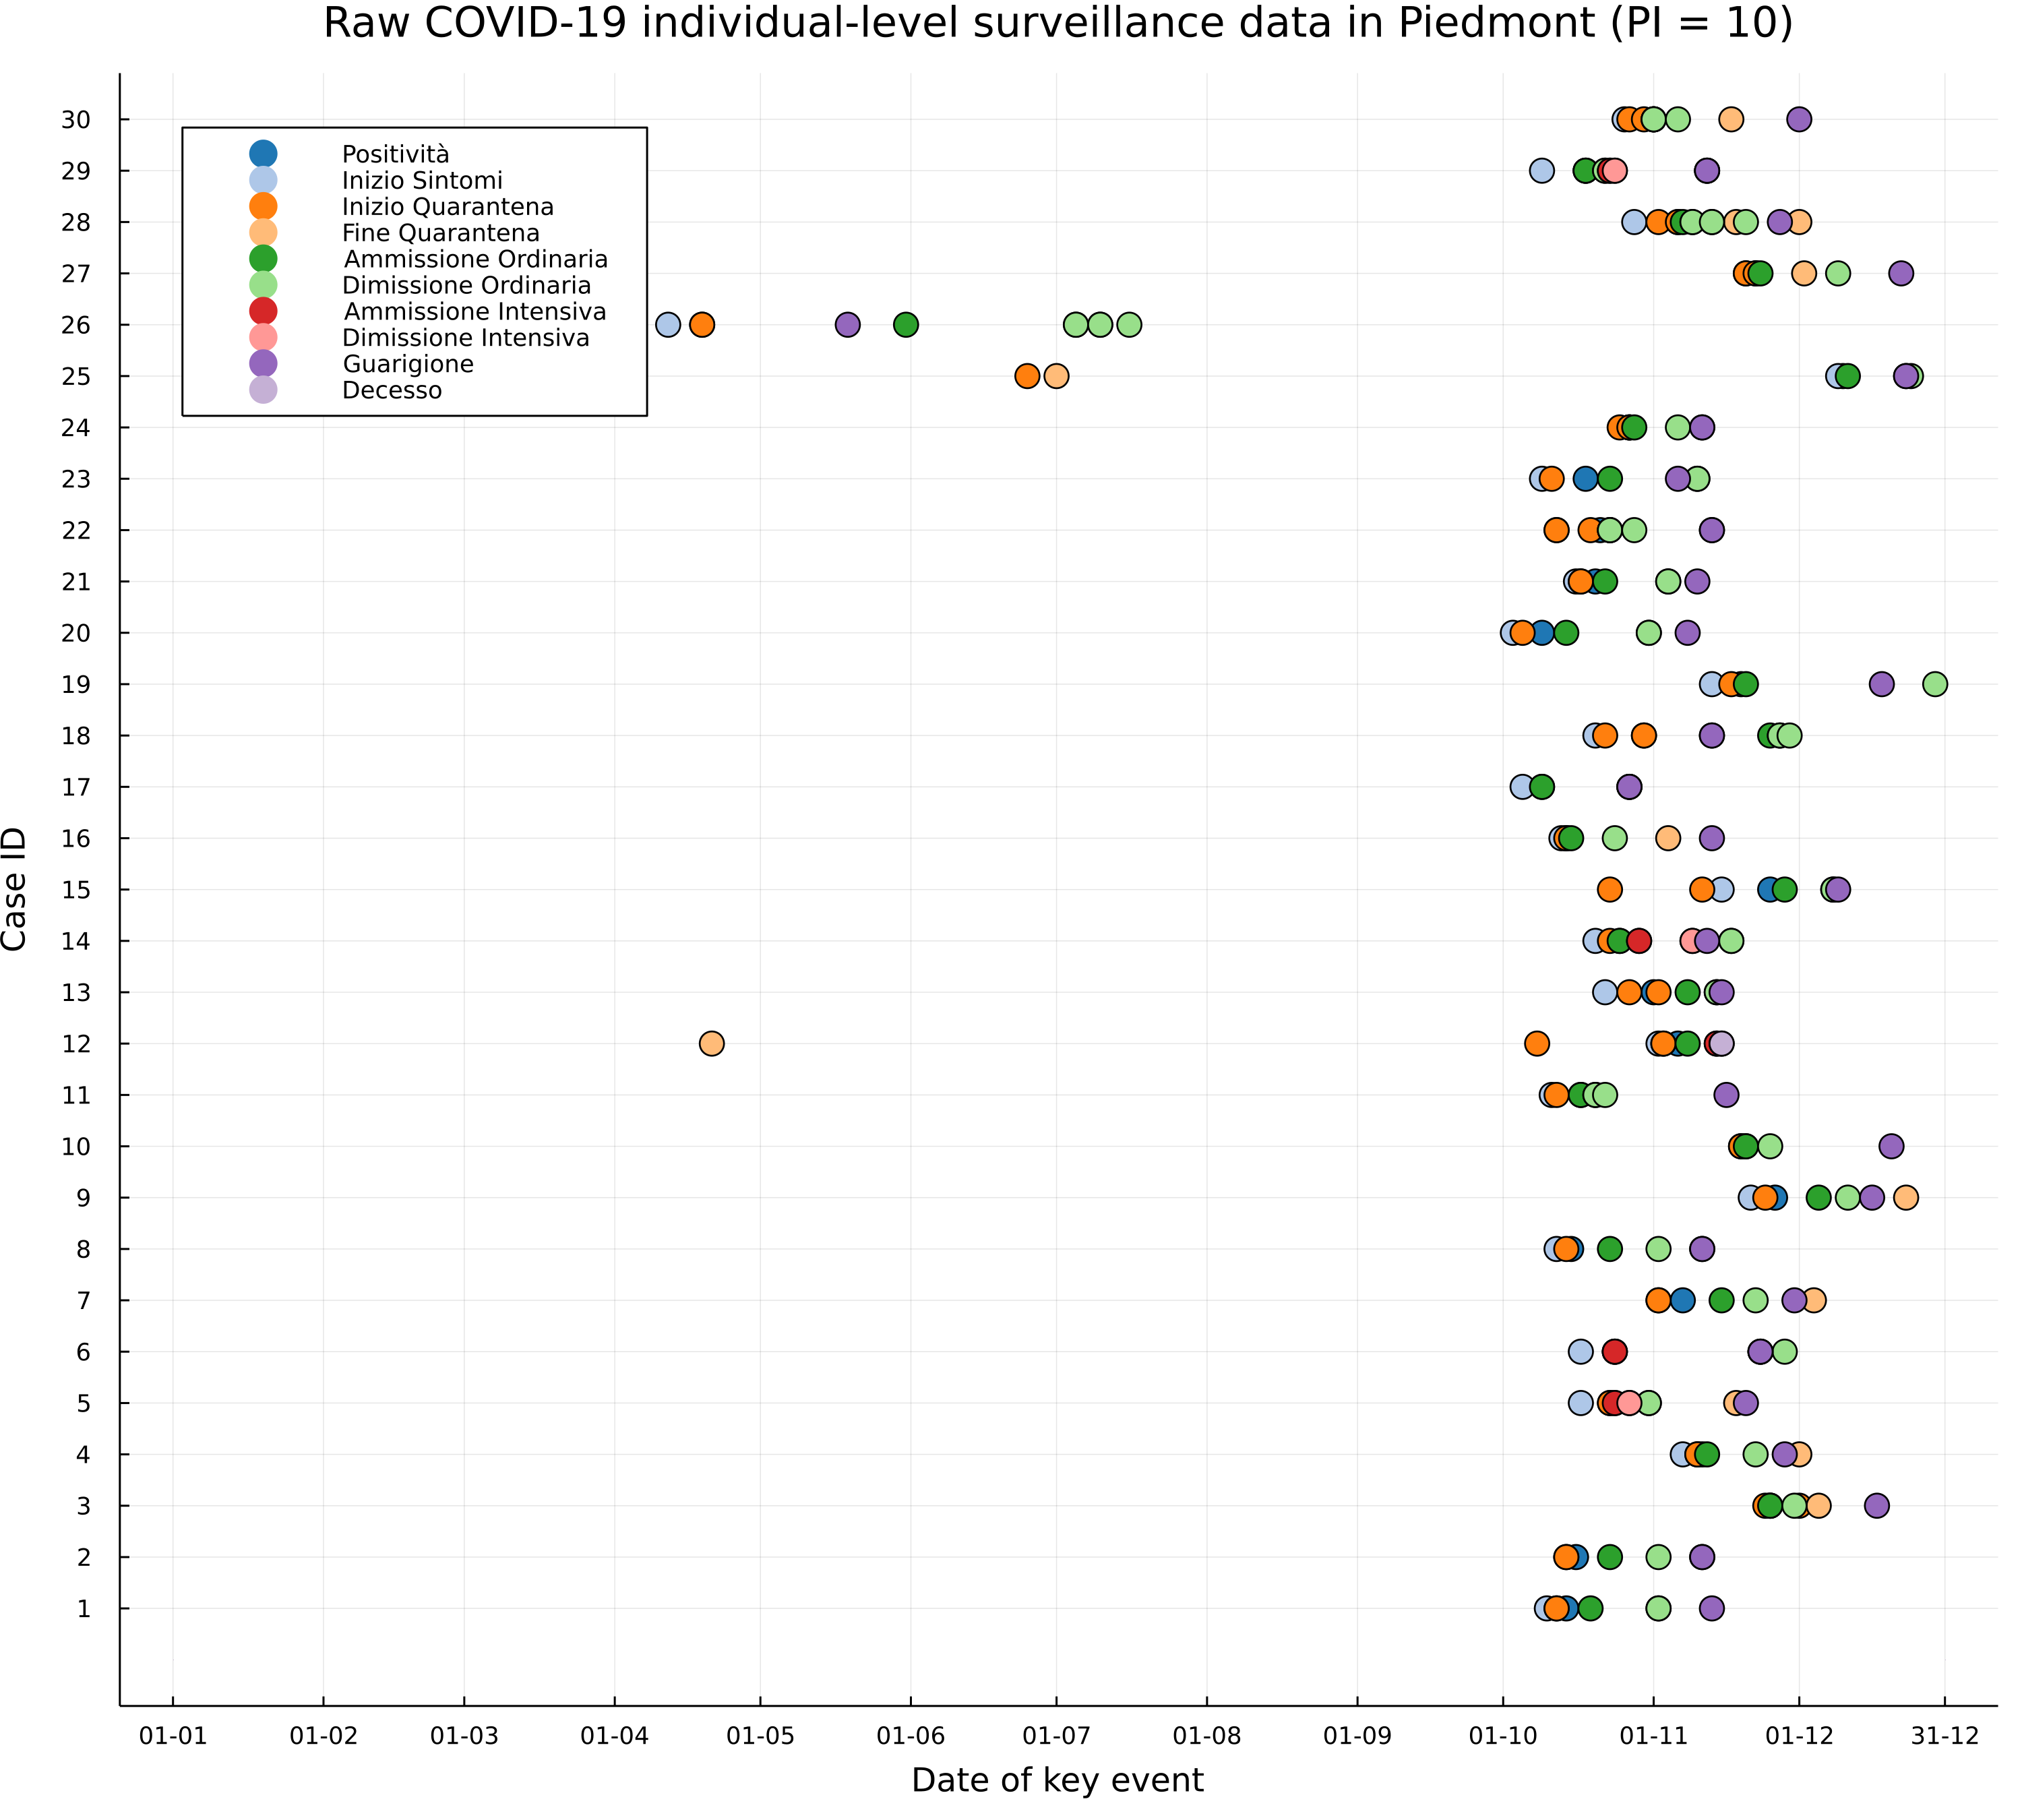 Raw COVID-19 individual-level surveillance data in Piedmont (PI = 10)
30
29
28
27
26
25
24
23
22
21
20
19
18
17
16
15
14
13
12
11
10
9
8
7
6
5
4
3
2
1
Case ID
Positività
Inizio Sintomi
Inizio Quarantena
Fine Quarantena
Ammissione Ordinaria
Dimissione Ordinaria
Ammissione Intensiva
Dimissione Intensiva
Guarigione
Decesso
01-01 01-02 01-03 01-04 01-05 01-06 01-07 01-08 01-09 01-10 01-11 01-12 31-12
Date of key event